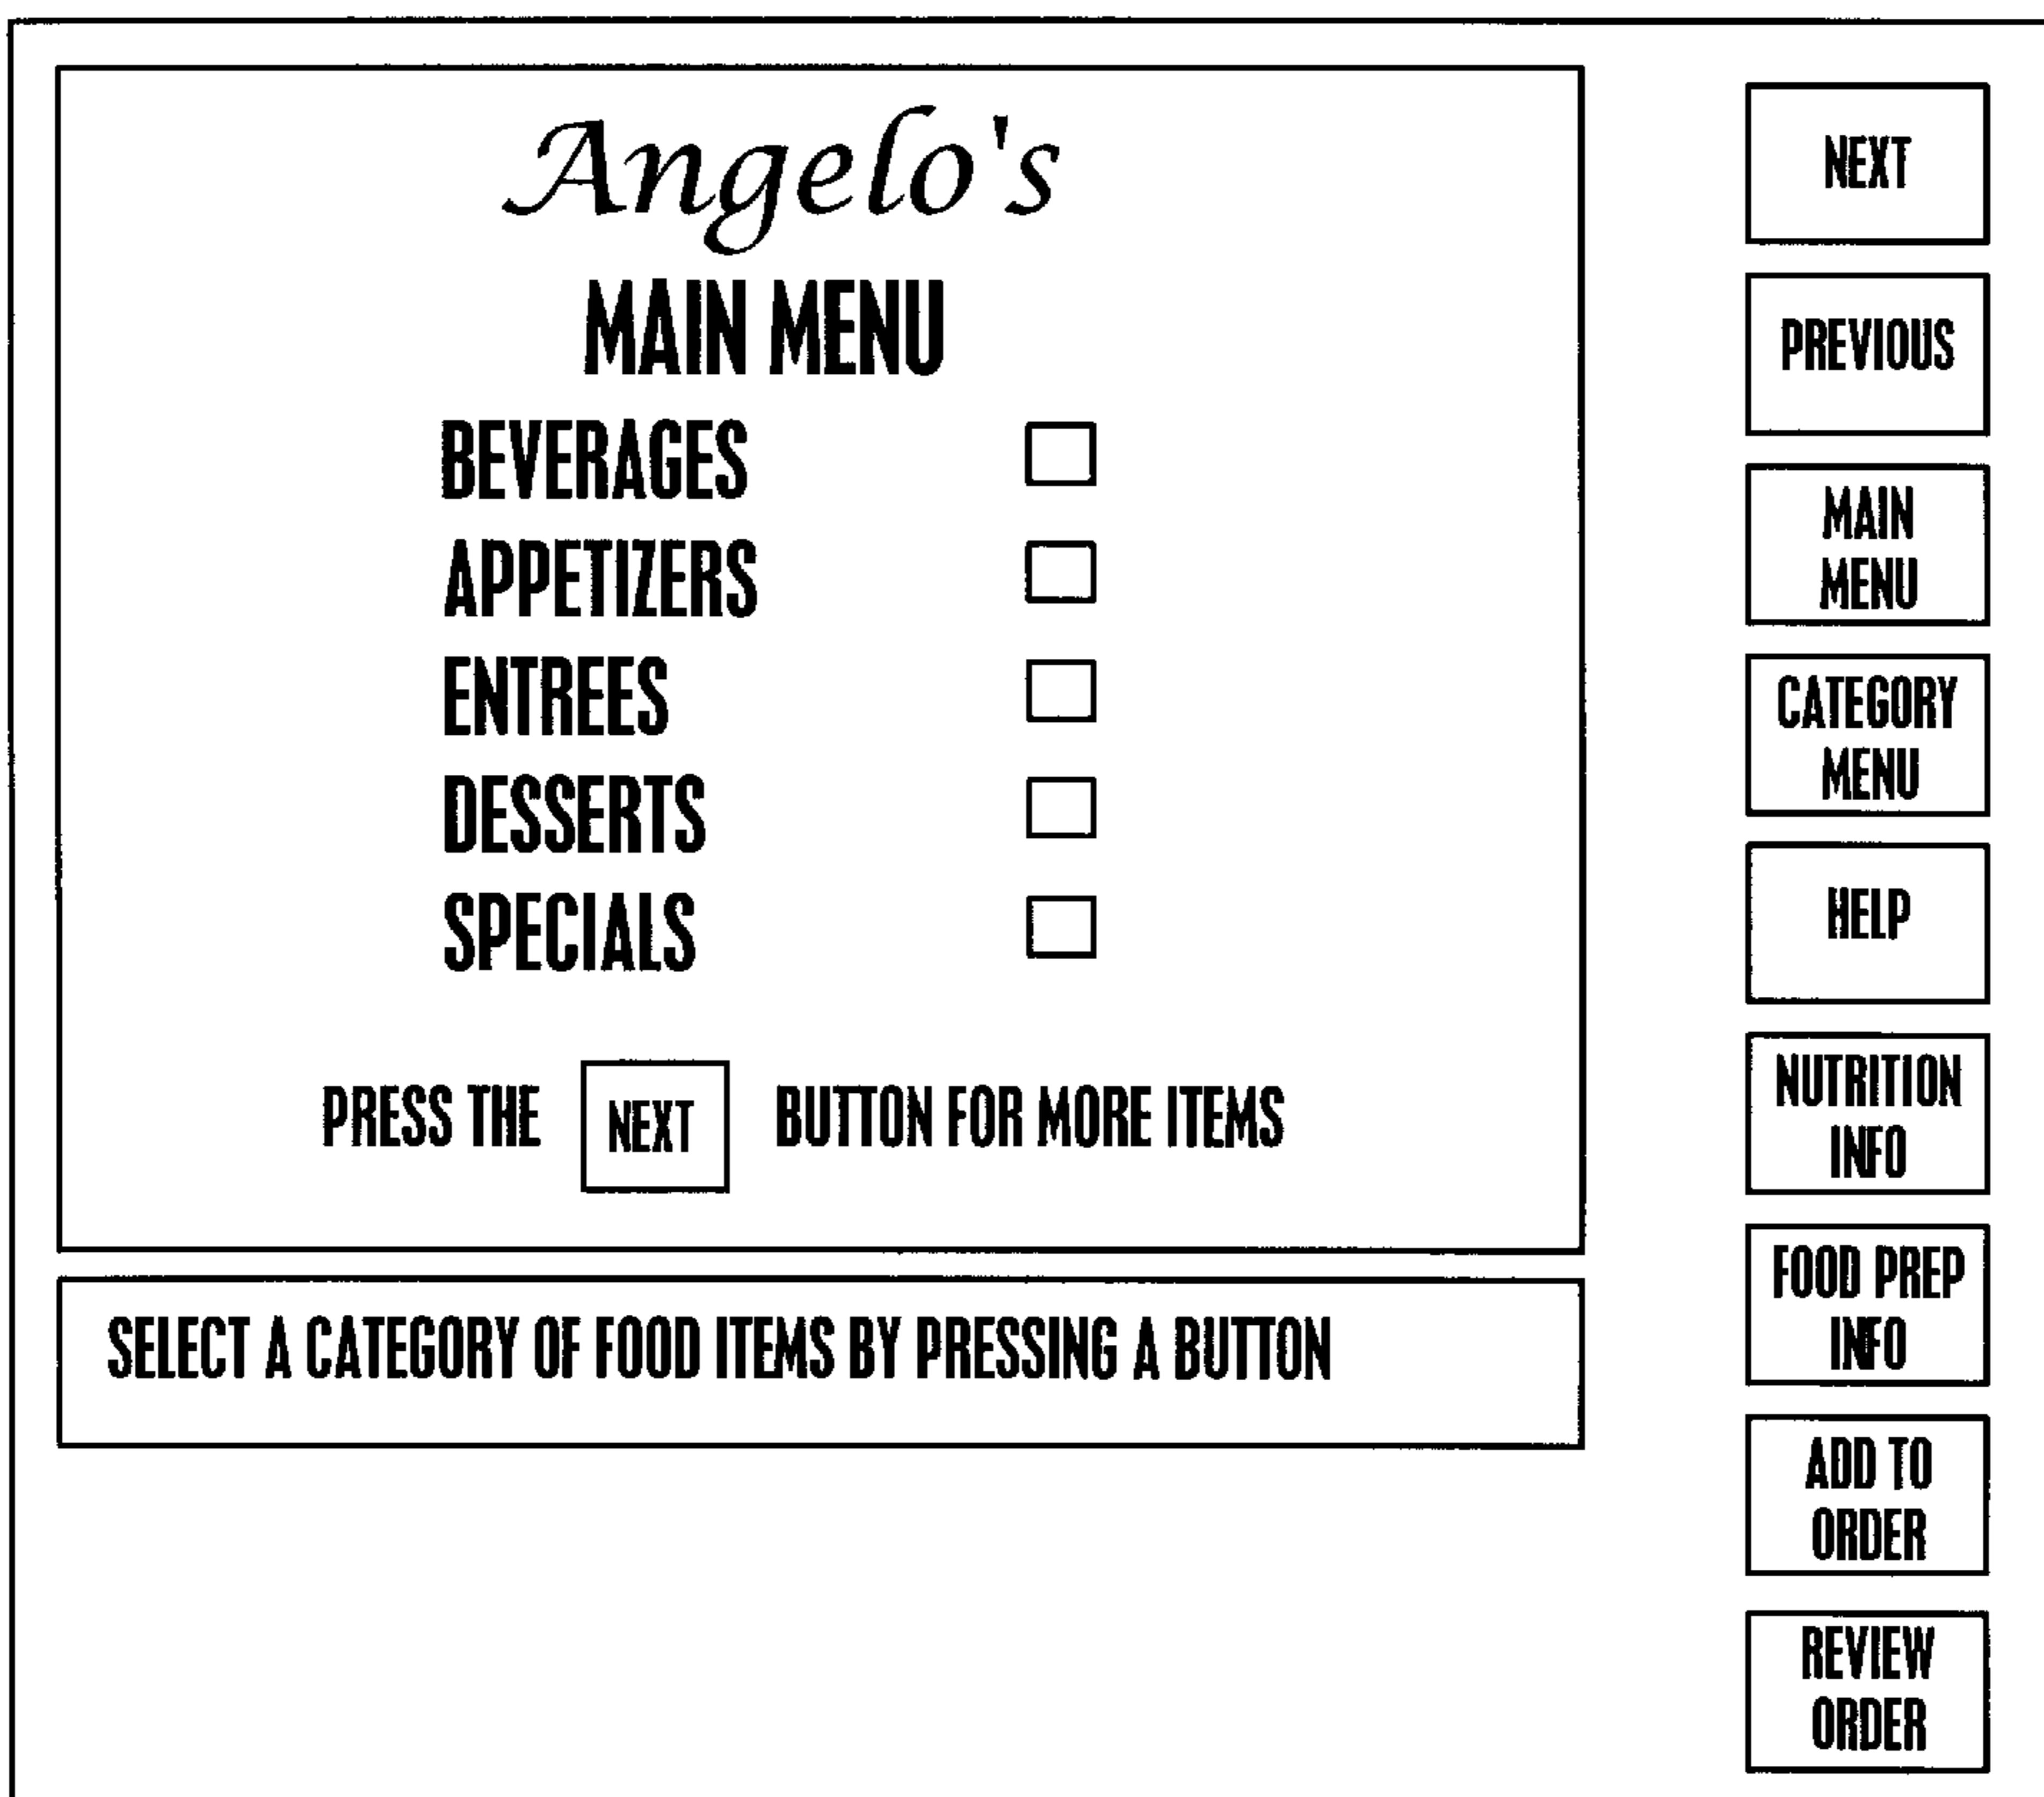 Angelo's
MAIN MENU
BEVERAGES
APPETIZERS
ENTREES
DESSERTS
SPECIALS
PRESS THE NEXT BUTTON FOR MORE ITEMS
SELECT A CATEGORY OF FOOD ITEMS BY PRESSING A BUTTON
NEXT
PREVIOUS
MAIN
MENU
CATEGORY
MENU
HELP
NUTRITION
INFO
FOOD PREP
INFO
ADD TO
ORDER
REVIEW
ORDER